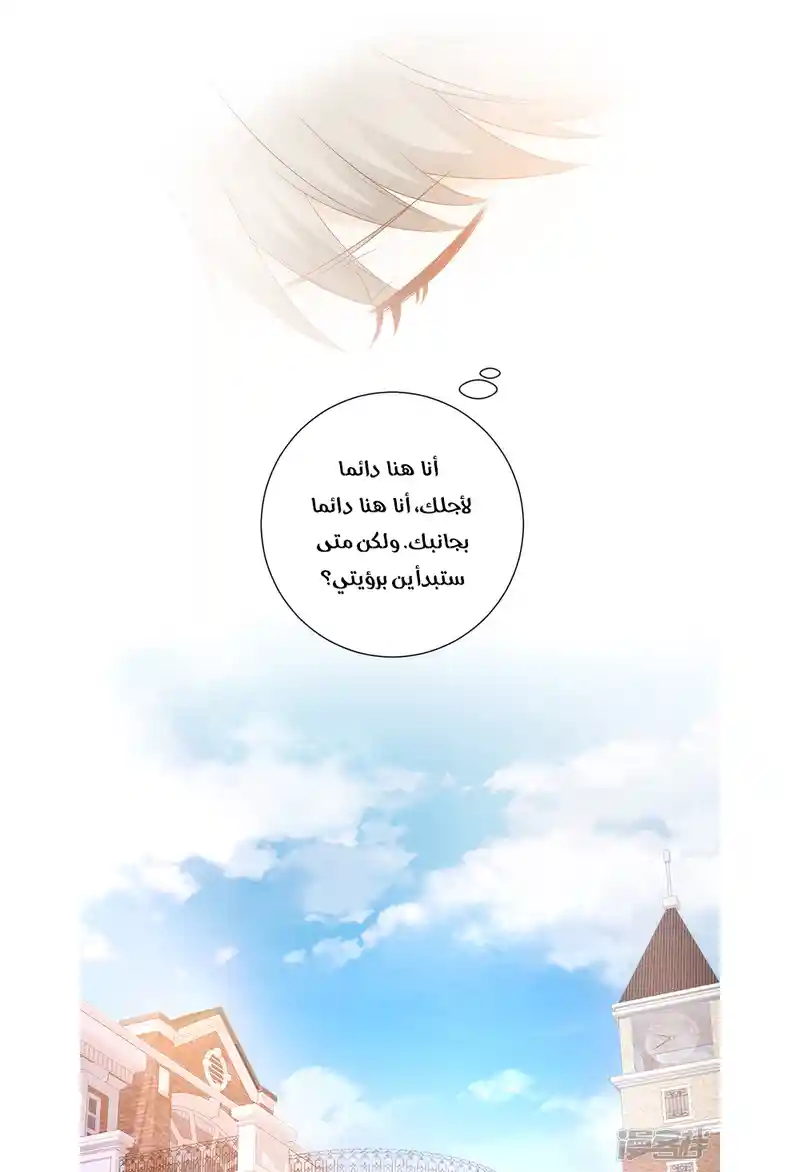 أنا هنا دائما
لأجلك، أنا هنا دائما
بجانبك. ولكن متى
ستبدأين برؤيتي؟